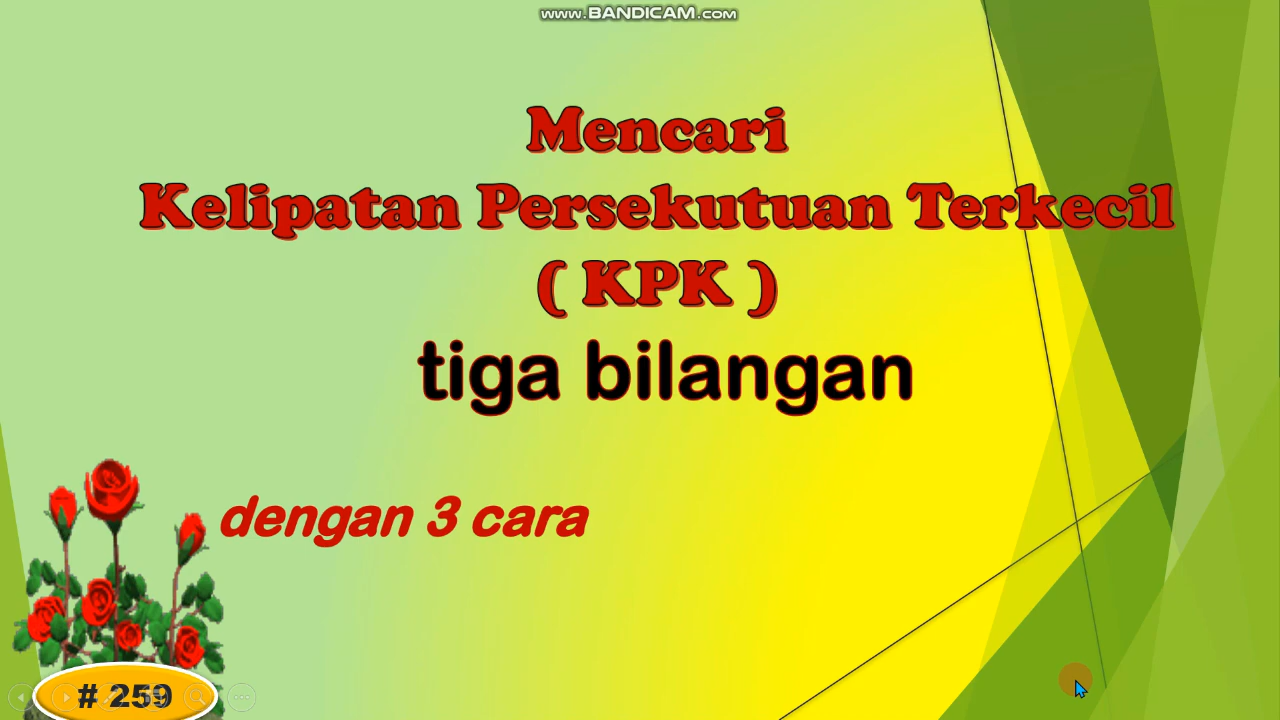 www.BANDICAM.com
Mencari
Kelipatan Persekutuan Terkecil
( KPK )
tiga bilangan
dengan 3 cara
# 259